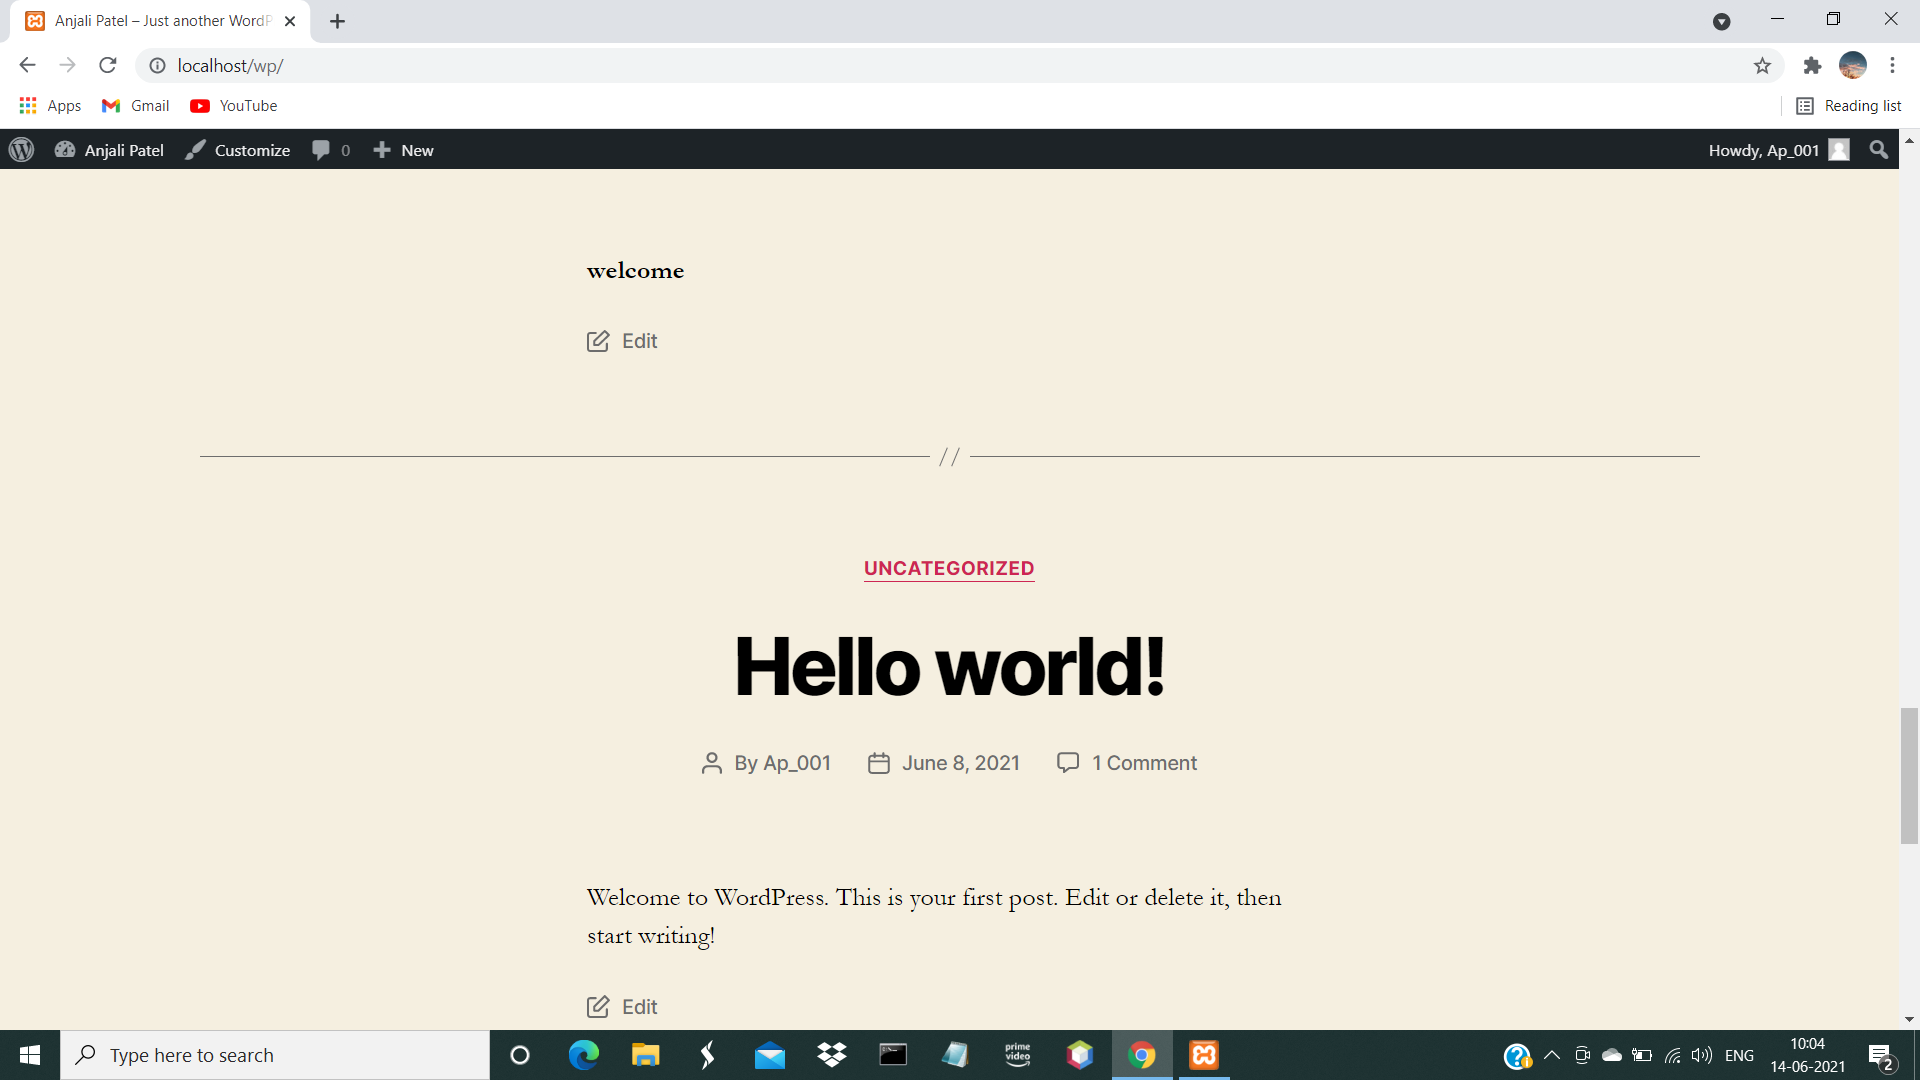 Anjali Patel – Just another WordP
localhost/wp/
Apps Gmail YouTube Reading list
Anjali Patel Customize 0 New Howdy, Ap_001
welcome
Edit
//
UNCATEGORIZED
Hello world!
By Ap_001 June 8, 2021 1 Comment
Welcome to WordPress. This is your first post. Edit or delete it, then
start writing!
Edit
Type here to search
prime
video
ENG
10:04
14-06-2021
2